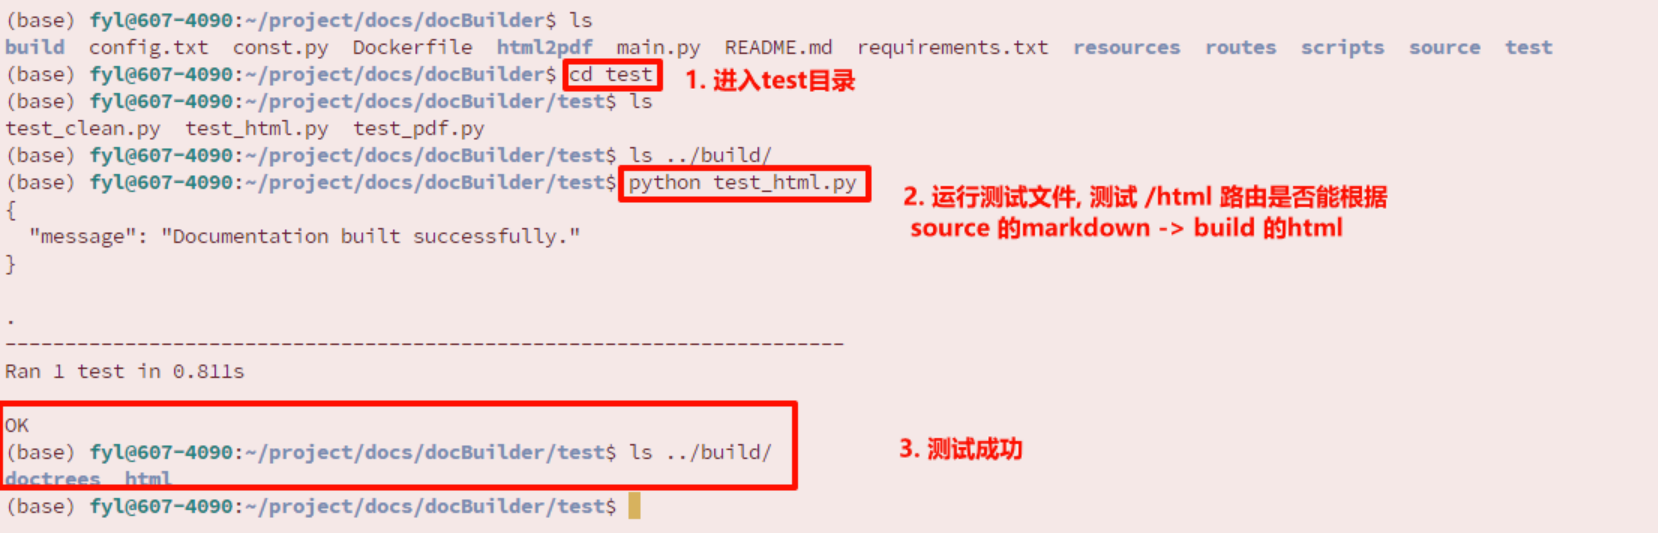 (base) fyl@607-4090:~/project/docs/docBuilder$ ls
build config.txt const.py Dockerfile html2pdf main.py README.md requirements.txt resources routes scripts source test
(base) fyl@607-4090:~/project/docs/docBuilder$ cd test
1. 进入test目录
(base) fyl@607-4090:~/project/docs/docBuilder/test$ ls
test_clean.py test_html.py test_pdf.py
(base) fyl@607-4090:~/project/docs/docBuilder/test$ ls ../build/
(base) fyl@607-4090:~/project/docs/docBuilder/test$ python test_html.py
2. 运行测试文件, 测试 /html 路由是否能根据
source 的markdown -> build 的html
{
"message": "Documentation built successfully."
}
.
----------------------------------------------------------------------
Ran 1 test in 0.811s
OK
(base) fyl@607-4090:~/project/docs/docBuilder/test$ ls ../build/
3. 测试成功
doctrees html
(base) fyl@607-4090:~/project/docs/docBuilder/test$